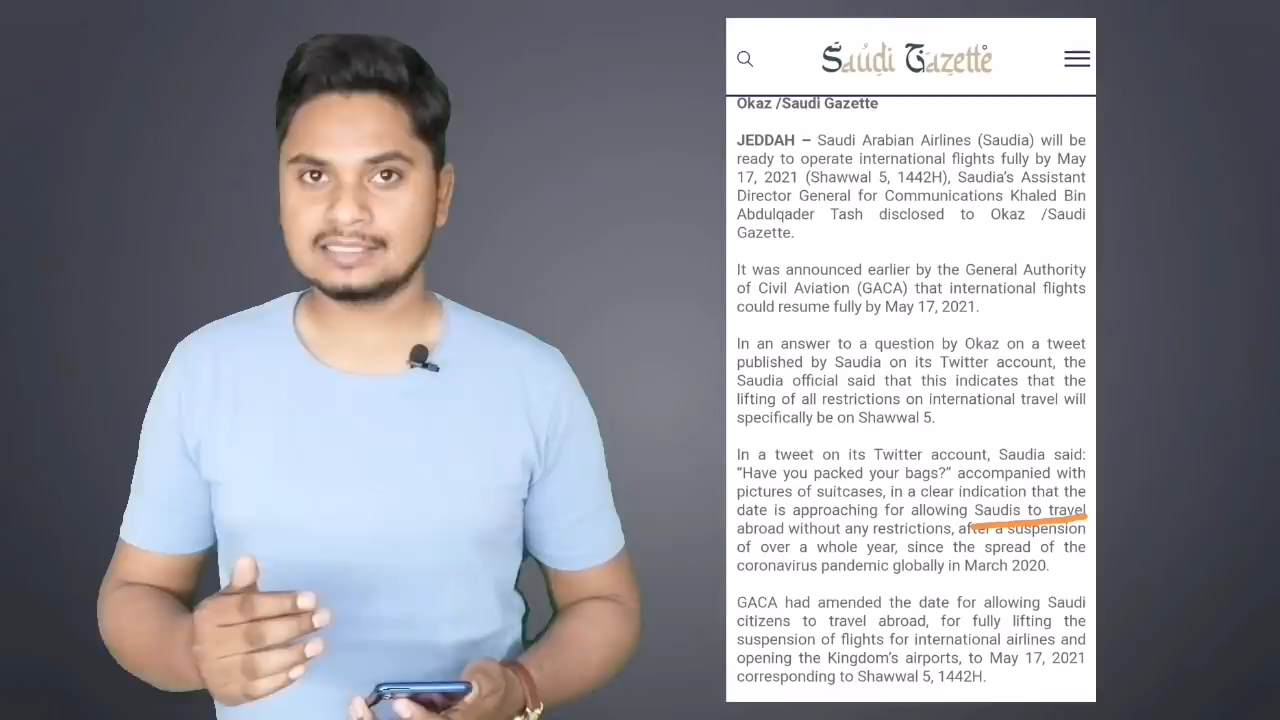 Saudi Gazette
Okaz /Saudi Gazette
JEDDAH – Saudi Arabian Airlines (Saudia) will be
ready to operate international flights fully by May
17, 2021 (Shawwal 5, 1442H), Saudia’s Assistant
Director General for Communications Khaled Bin
Abdulqader Tash disclosed to Okaz /Saudi
Gazette.
It was announced earlier by the General Authority
of Civil Aviation (GACA) that international flights
could resume fully by May 17, 2021.
In an answer to a question by Okaz on a tweet
published by Saudia on its Twitter account, the
Saudia official said that this indicates that the
lifting of all restrictions on international travel will
specifically be on Shawwal 5.
In a tweet on its Twitter account, Saudia said:
“Have you packed your bags?” accompanied with
pictures of suitcases, in a clear indication that the
date is approaching for allowing Saudis to travel
abroad without any restrictions, after a suspension
of over a whole year, since the spread of the
coronavirus pandemic globally in March 2020.
GACA had amended the date for allowing Saudi
citizens to travel abroad, for fully lifting the
suspension of flights for international airlines and
opening the Kingdom’s airports, to May 17, 2021
corresponding to Shawwal 5, 1442H.